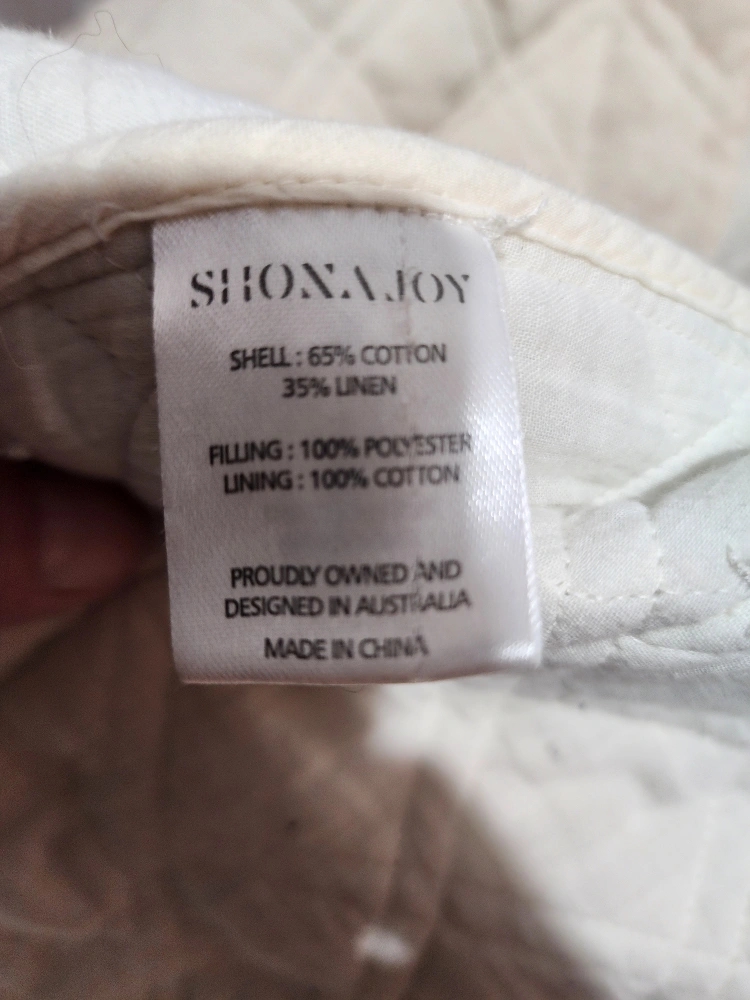 SHONA JOY
SHELL : 65% COTTON
35% LINEN
FILLING : 100% POLYESTER
LINING : 100% COTTON
PROUDLY OWNED AND
DESIGNED IN AUSTRALIA
MADE IN CHINA